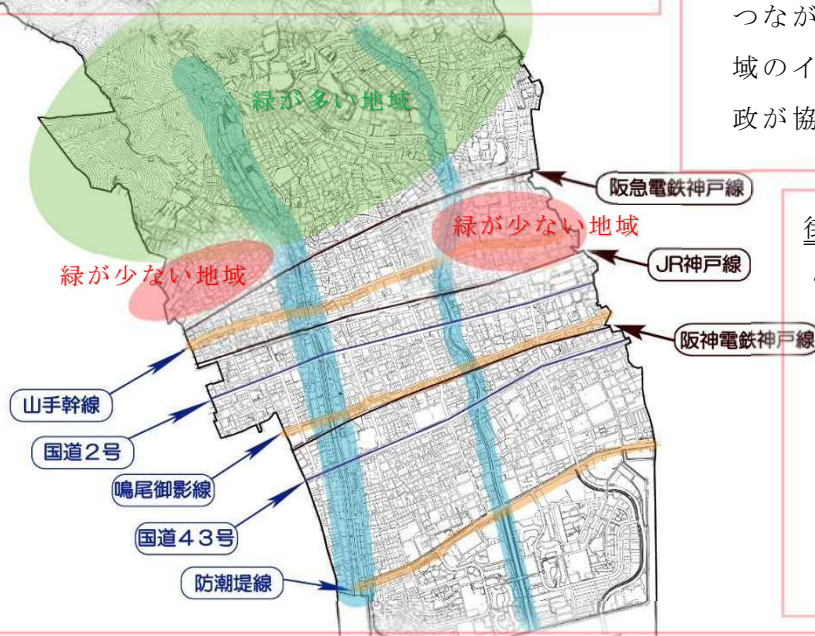 つなが
域のイ
政が協
緑が多い地域
阪急電鉄神戸線
緑が少ない地域
緑が少ない地域
JR神戸線
阪神電鉄神戸線
山手幹線
国道2号
鳴尾御影線
国道43号
防潮堤線